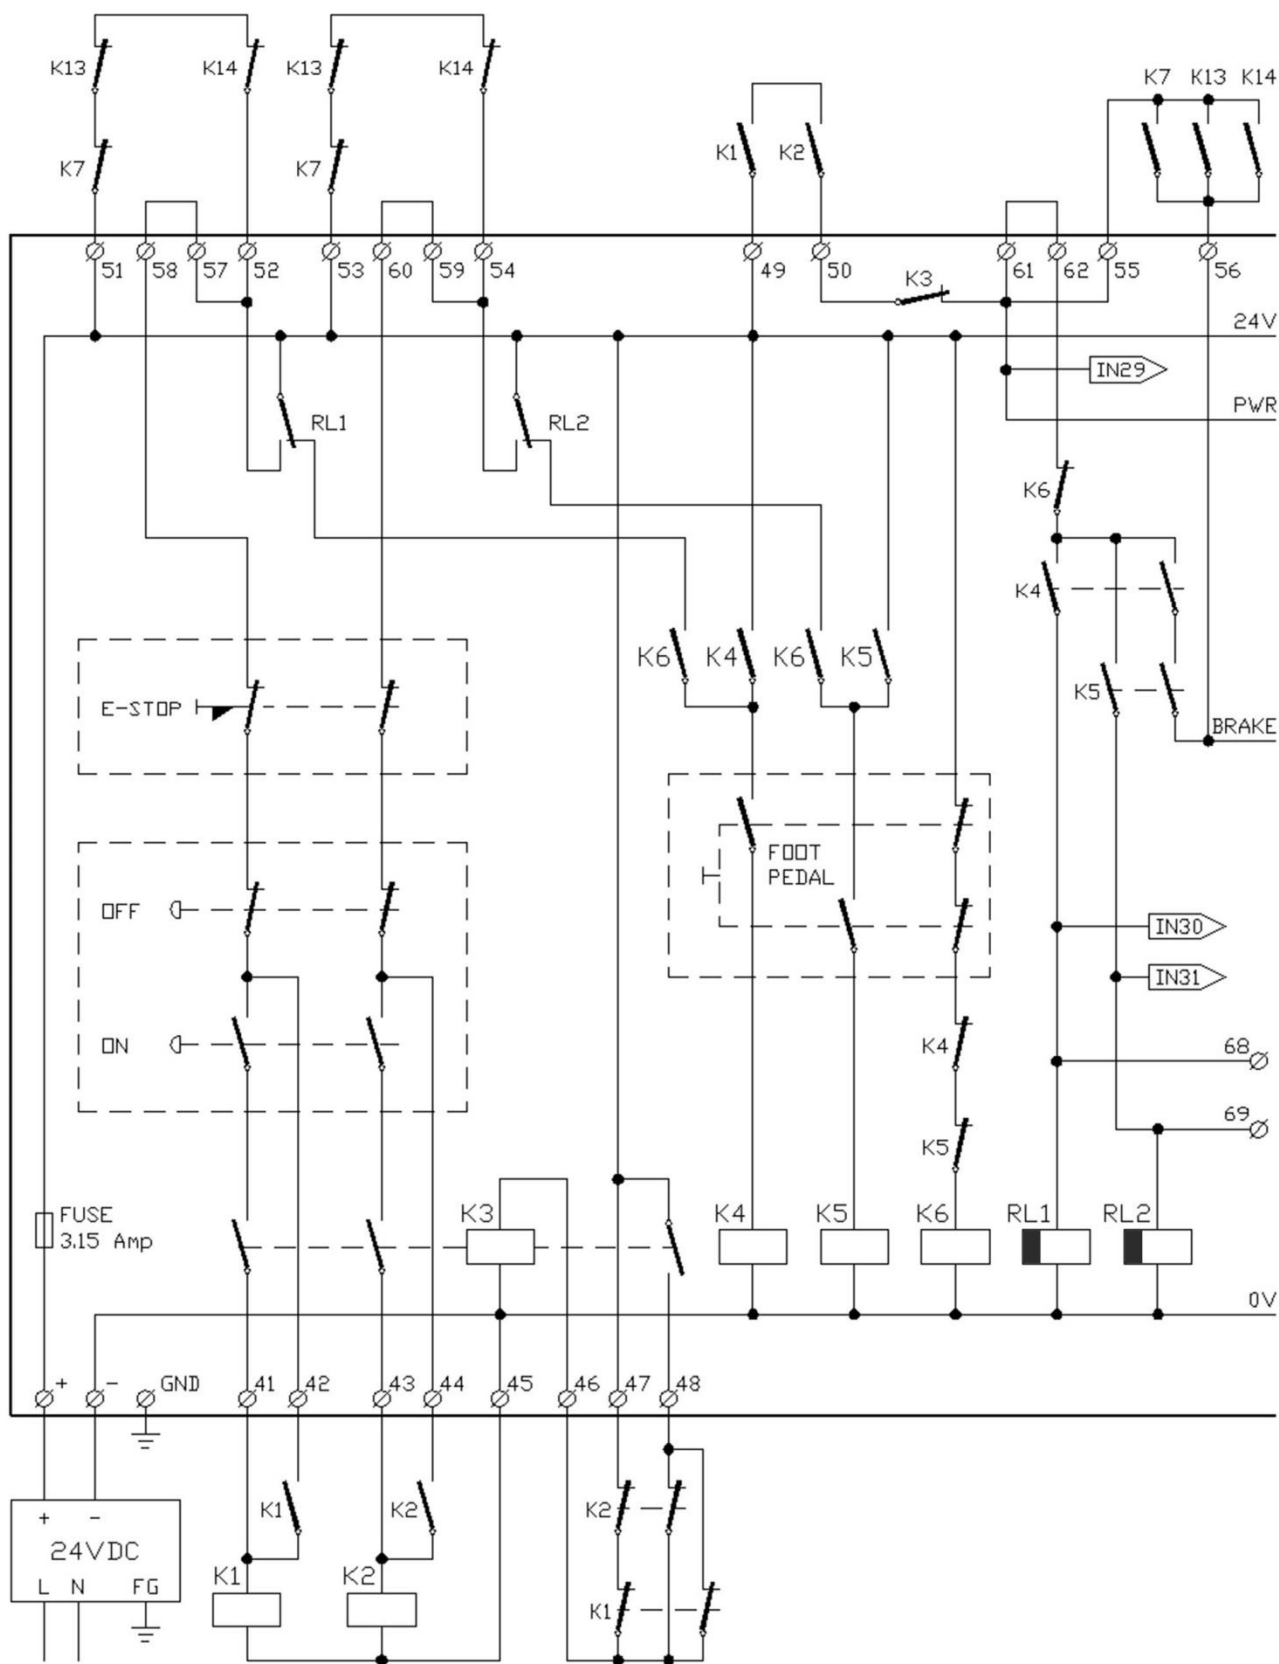 K13
K14
K13
K14
K7
K13
K14
K7
K7
K1
K2
51
58
57
52
53
60
59
54
49
50
K3
61
62
55
56
24V
IN29
PWR
RL1
RL2
K6
K4
K6
K4
K6
K5
K5
E-STOP
BRAKE
FOOT
PEDAL
OFF
IN30
IN31
ON
K4
68
69
K5
FUSE
3.15 Amp
K3
K4
K5
K6
RL1
RL2
0V
+
-
GND
41
42
43
44
45
46
47
48
+
-
24VDC
L
N
FG
K1
K2
K2
K1
K2
K1